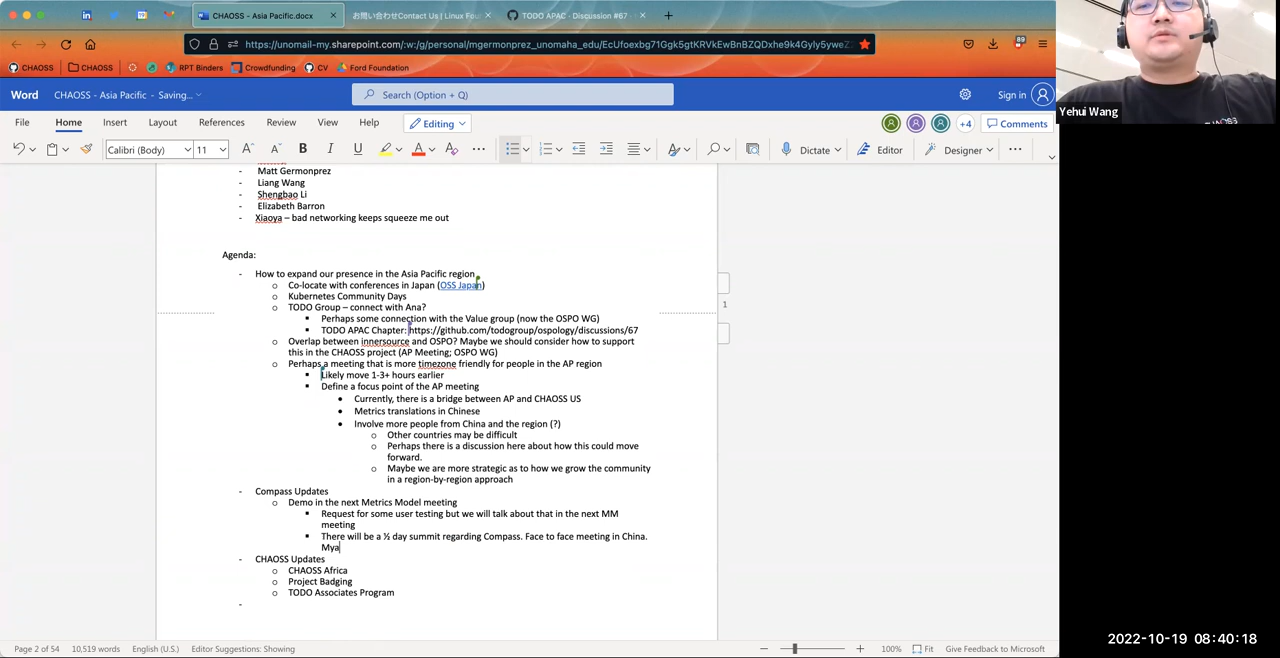 CHAOSS - Asia Pacific.docx
お問い合わせContact Us | Linux Fou
TODO APAC · Discussion #67
https://unomail-my.sharepoint.com/:w:/g/personal/mgermonprez_unomaha_edu/EcUfoexbg71Ggk5gtKRVkEwBnBZQDxhe9k4Gyly5yweZ
89
CHAOSS
CHAOSS
RPT Binders
Crowdfunding
CV
Ford Foundation
Yehui Wang
Word
CHAOSS - Asia Pacific - Saving...
Search (Option + Q)
Sign in
File Home Insert Layout References Review View Help Editing
+4
Comments
Calibri (Body) 11 A A B I U A A Dictate Editor Designer
- Matt Germonprez
- Liang Wang
- Shengbao Li
- Elizabeth Barron
- Xiaoya – bad networking keeps squeeze me out
Agenda:
- How to expand our presence in the Asia Pacific region
o Co-locate with conferences in Japan (OSS Japan)
o Kubernetes Community Days
o TODO Group – connect with Ana?
▪ Perhaps some connection with the Value group (now the OSPO WG)
▪ TODO APAC Chapter: https://github.com/todogroup/ospology/discussions/67
o Overlap between innersource and OSPO? Maybe we should consider how to support
this in the CHAOSS project (AP Meeting; OSPO WG)
o Perhaps a meeting that is more timezone friendly for people in the AP region
▪ Likely move 1-3+ hours earlier
▪ Define a focus point of the AP meeting
• Currently, there is a bridge between AP and CHAOSS US
• Metrics translations in Chinese
• Involve more people from China and the region (?)
o Other countries may be difficult
o Perhaps there is a discussion here about how this could move
forward.
o Maybe we are more strategic as to how we grow the community
in a region-by-region approach
- Compass Updates
o Demo in the next Metrics Model meeting
▪ Request for some user testing but we will talk about that in the next MM
meeting
▪ There will be a ½ day summit regarding Compass. Face to face meeting in China.
Mya
- CHAOSS Updates
o CHAOSS Africa
o Project Badging
o TODO Associates Program
-
1
Page 2 of 54 10,519 words English (U.S.) Editor Suggestions: Showing
100% Fit Give Feedback to Microsoft
2022-10-19 08:40:18